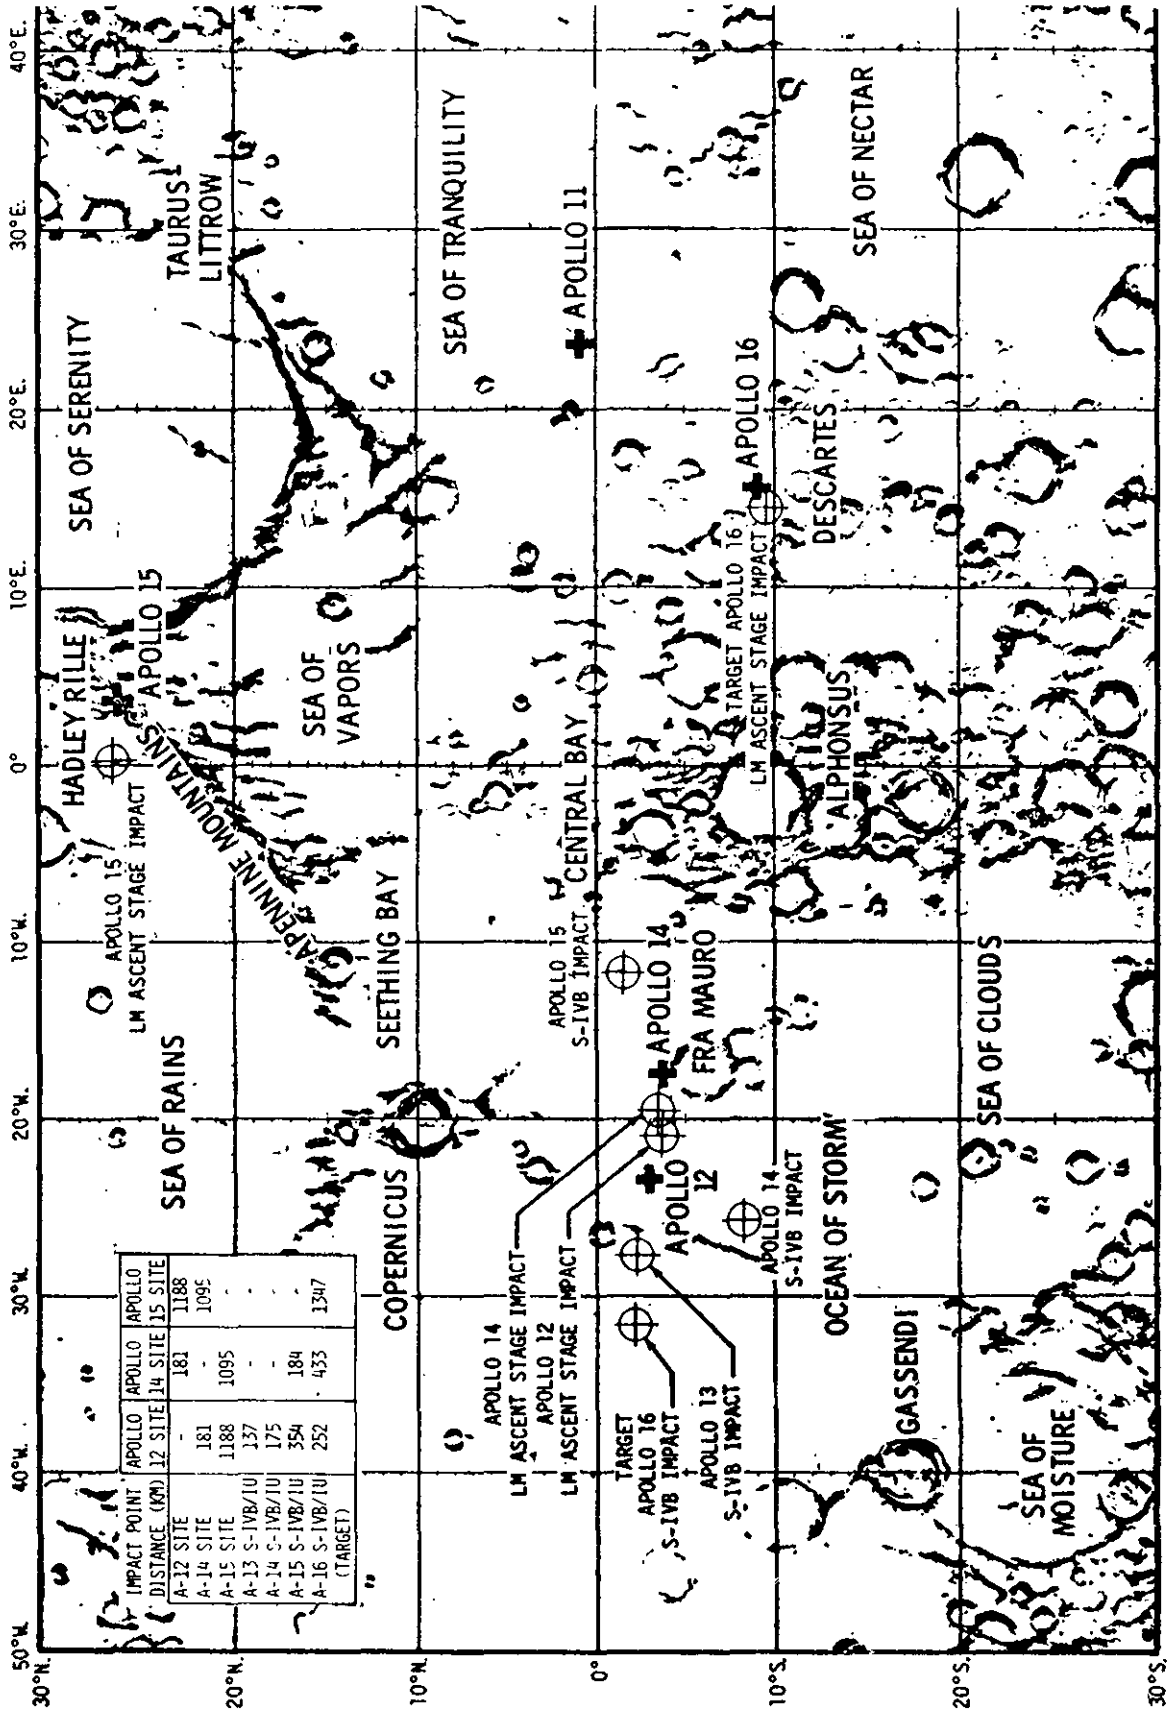 50°W.
40°W.
30°W.
20°W.
10°W.
0°
10°E.
20°E.
30°E.
40°E.
30°N.
20°N.
10°N.
0°
10°S.
20°S.
30°S.
IMPACT POINT APOLLO APOLLO APOLLO
DISTANCE (KM) 12 SITE 14 SITE 15 SITE
A-12 SITE - 181 1188
A-14 SITE 181 - 1095
A-15 SITE 1188 1095 -
A-13 S-IVB/IU 137 - -
A-14 S-IVB/IU 175 - -
A-15 S-IVB/IU 354 184 -
A-16 S-IVB/IU 252 433 1347
(TARGET)
SEA OF RAINS
APOLLO 15
LM ASCENT STAGE IMPACT
HADLEY RILLE
APOLLO 15
APENNINE MOUNTAINS
SEA OF SERENITY
TAURUS
LITTROW
COPERNICUS
SEETHING BAY
SEA OF
VAPORS
SEA OF TRANQUILITY
APOLLO 14
LM ASCENT STAGE IMPACT
APOLLO 12
LM ASCENT STAGE IMPACT
APOLLO 15
S-IVB IMPACT
CENTRAL BAY
APOLLO 11
TARGET
APOLLO 16
S-IVB IMPACT
APOLLO 13
S-IVB IMPACT
APOLLO
12
APOLLO 14
FRA MAURO
APOLLO 14
S-IVB IMPACT
TARGET APOLLO 16
LM ASCENT STAGE IMPACT
APOLLO 16
DESCARTES
ALPHONSUS
SEA OF NECTAR
OCEAN OF STORM
GASSENDI
SEA OF CLOUDS
SEA OF
MOISTURE